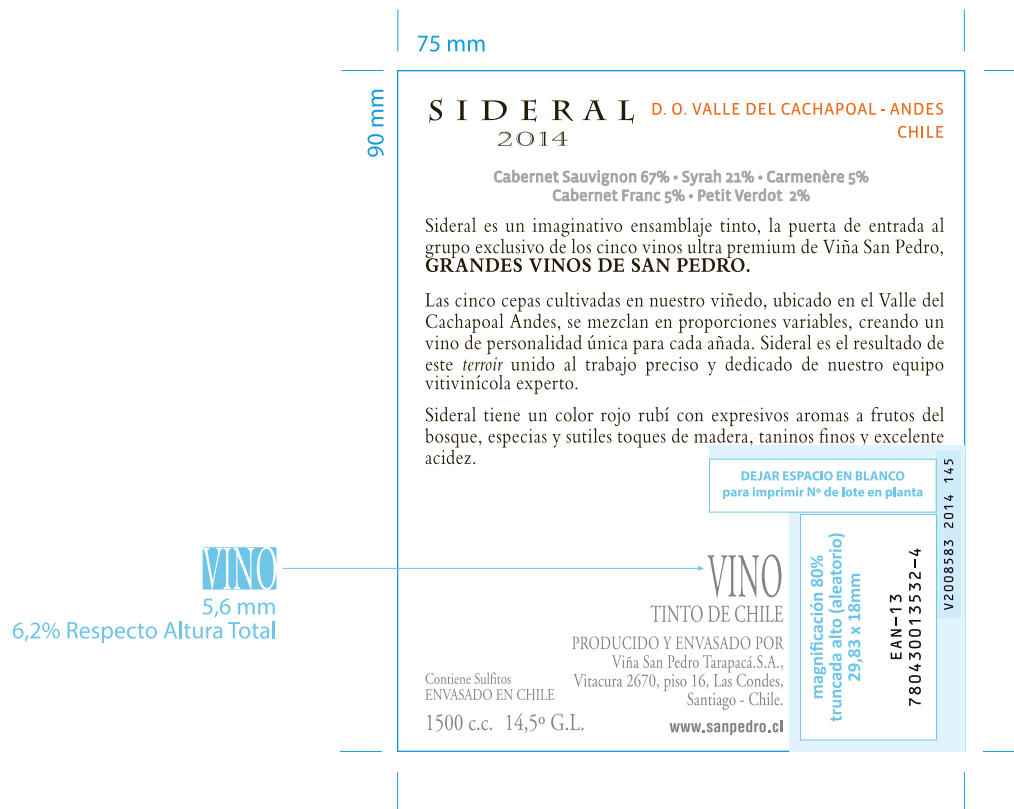 75 mm
90 mm
SIDERAL
2014
D. O. VALLE DEL CACHAPOAL - ANDES
CHILE
Cabernet Sauvignon 67% • Syrah 21% • Carmenère 5%
Cabernet Franc 5% • Petit Verdot 2%
Sideral es un imaginativo ensamblaje tinto, la puerta de entrada al
grupo exclusivo de los cinco vinos ultra premium de Viña San Pedro,
GRANDES VINOS DE SAN PEDRO.
Las cinco cepas cultivadas en nuestro viñedo, ubicado en el Valle del
Cachapoal Andes, se mezclan en proporciones variables, creando un
vino de personalidad única para cada añada. Sideral es el resultado de
este terroir unido al trabajo preciso y dedicado de nuestro equipo
vitivinícola experto.
Sideral tiene un color rojo rubí con expresivos aromas a frutos del
bosque, especias y sutiles toques de madera, taninos finos y excelente
acidez.
DEJAR ESPACIO EN BLANCO
para imprimir Nº de lote en planta
V2008583 2014 145
VINO
5,6 mm
6,2% Respecto Altura Total
VINO
TINTO DE CHILE
PRODUCIDO Y ENVASADO POR
Viña San Pedro Tarapacá.S.A.,
Vitacura 2670, piso 16, Las Condes,
Santiago - Chile.
www.sanpedro.cl
Contiene Sulfitos
ENVASADO EN CHILE
1500 c.c. 14,5º G.L.
magnificación 80%
truncada alto (aleatorio)
29,83 x 18mm
EAN-13
780430013532-4